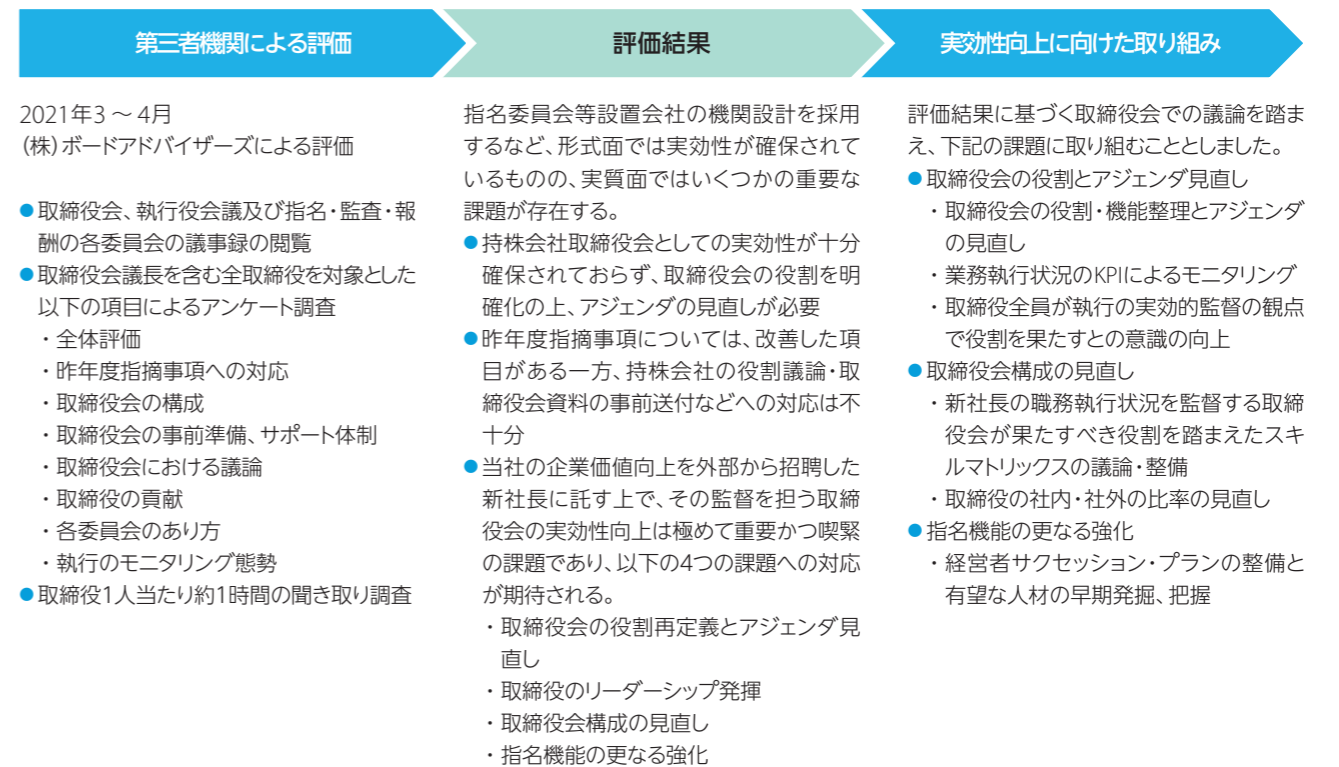 第三者機関による評価
評価結果
実効性向上に向けた取り組み
2021年3 ～ 4月
（株）ボードアドバイザーズによる評価
●取締役会、執行役会議及び指名・監査・報
酬の各委員会の議事録の閲覧
●取締役会議長を含む全取締役を対象とした
以下の項目によるアンケート調査
・全体評価
・昨年度指摘事項への対応
・取締役会の構成
・取締役会の事前準備、サポート体制
・取締役会における議論
・取締役の貢献
・各委員会のあり方
・執行のモニタリング態勢
●取締役1人当たり約1時間の聞き取り調査
指名委員会等設置会社の機関設計を採用
するなど、形式面では実効性が確保されて
いるものの、実質面ではいくつかの重要な
課題が存在する。
●持株会社取締役会としての実効性が十分
確保されておらず、取締役会の役割を明
確化の上、アジェンダの見直しが必要
●昨年度指摘事項については、改善した項
目がある一方、持株会社の役割議論・取
締役会資料の事前送付などへの対応は不
十分
●当社の企業価値向上を外部から招聘した
新社長に託す上で、その監督を担う取締
役会の実効性向上は極めて重要かつ喫緊
の課題であり、以下の4つの課題への対応
が期待される。
・取締役会の役割再定義とアジェンダ見
直し
・取締役のリーダーシップ発揮
・取締役会構成の見直し
・指名機能の更なる強化
評価結果に基づく取締役会での議論を踏ま
え、下記の課題に取り組むこととしました。
●取締役会の役割とアジェンダ見直し
・取締役会の役割・機能整理とアジェンダ
の見直し
・業務執行状況のKPIによるモニタリング
・取締役全員が執行の実効的監督の観点
で役割を果たすとの意識の向上
●取締役会構成の見直し
・新社長の職務執行状況を監督する取締
役会が果たすべき役割を踏まえたスキ
ルマトリックスの議論・整備
・取締役の社内・社外の比率の見直し
●指名機能の更なる強化
・経営者サクセッション・プランの整備と
有望な人材の早期発掘、把握